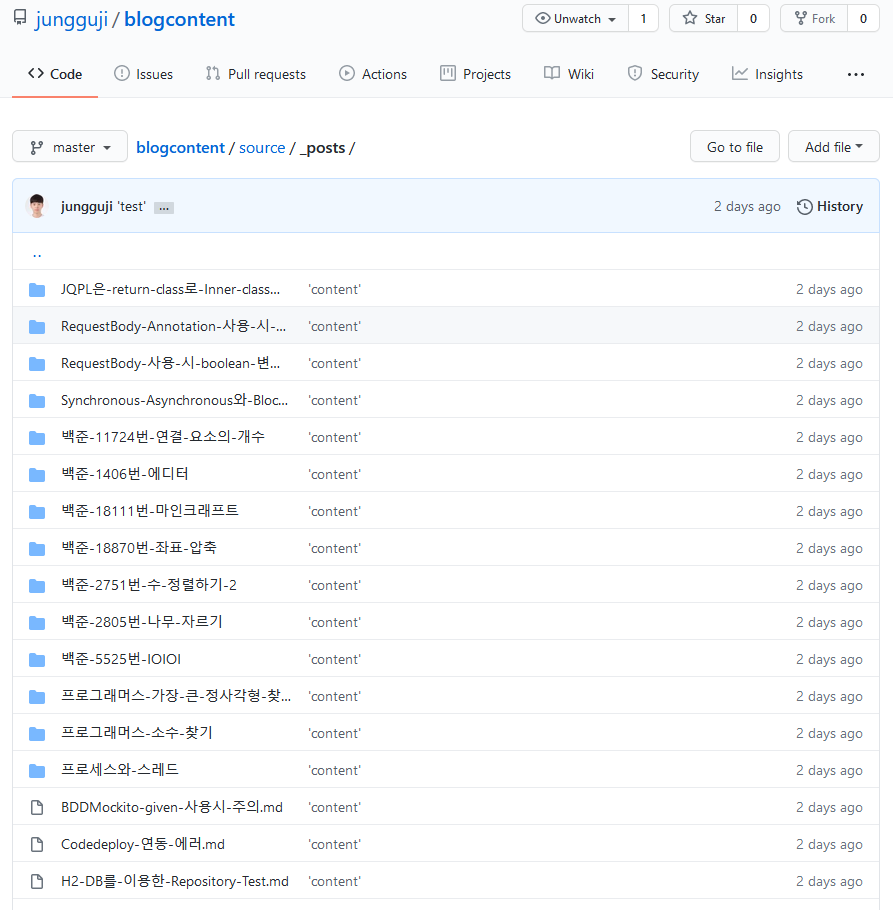 jungguji / blogcontent
Unwatch 1 Star 0 Fork 0
Code Issues Pull requests Actions Projects Wiki Security Insights ...
master blogcontent / source / _posts / Go to file Add file
jungguji 'test' ... 2 days ago History
..
JQPL은-return-class로-Inner-class... 'content' 2 days ago
RequestBody-Annotation-사용-시-... 'content' 2 days ago
RequestBody-사용-시-boolean-변... 'content' 2 days ago
Synchronous-Asynchronous와-Bloc... 'content' 2 days ago
백준-11724번-연결-요소의-개수 'content' 2 days ago
백준-1406번-에디터 'content' 2 days ago
백준-18111번-마인크래프트 'content' 2 days ago
백준-18870번-좌표-압축 'content' 2 days ago
백준-2751번-수-정렬하기-2 'content' 2 days ago
백준-2805번-나무-자르기 'content' 2 days ago
백준-5525번-IOIOI 'content' 2 days ago
프로그래머스-가장-큰-정사각형-찾... 'content' 2 days ago
프로그래머스-소수-찾기 'content' 2 days ago
프로세스와-스레드 'content' 2 days ago
BDDMockito-given-사용시-주의.md 'content' 2 days ago
Codedeploy-연동-에러.md 'content' 2 days ago
H2-DB를-이용한-Repository-Test.md 'content' 2 days ago